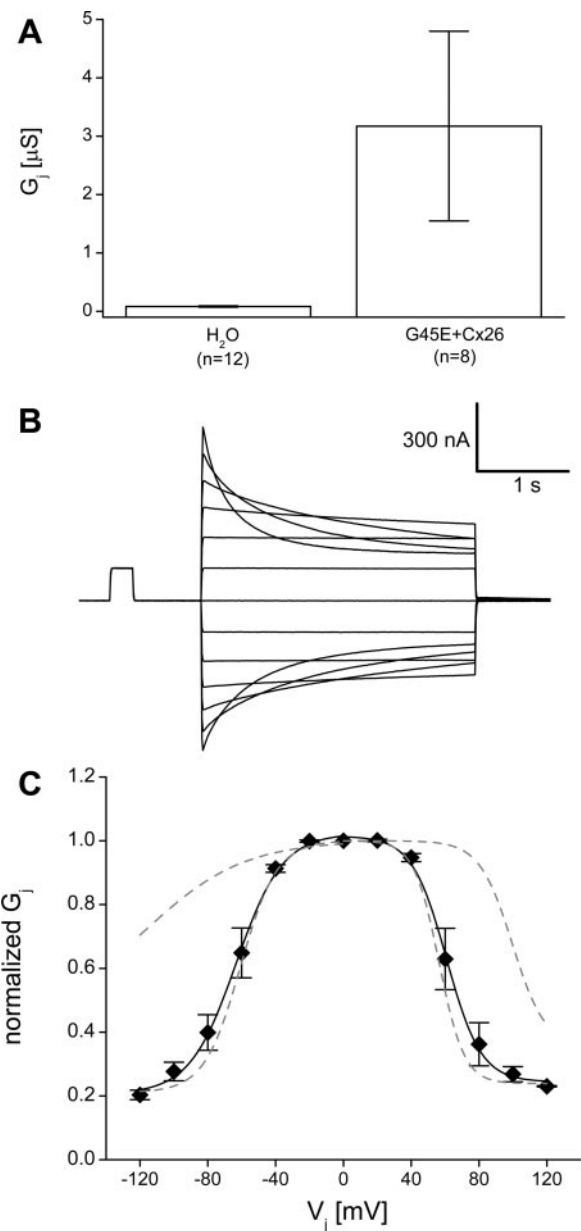 A
5
4
3
2
1
0
G_j [µS]
H₂O
(n=12)
G45E+Cx26
(n=8)
B
300 nA
1 s
C
1.2
1.0
0.8
0.6
0.4
0.2
0.0
normalized G_j
-120 -80 -40 0 40 80 120
V_j [mV]